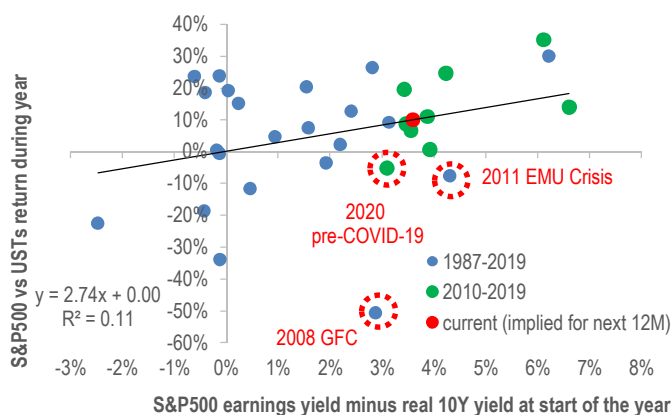 S&P500 vs USTs return during year
40%
30%
20%
10%
0%
-10%
-20%
-30%
-40%
-50%
-60%
2011 EMU Crisis
2020
pre-COVID-19
1987-2019
y = 2.74x + 0.00
2010-2019
R² = 0.11
current (implied for next 12M)
2008 GFC
-3% -2% -1% 0% 1% 2% 3% 4% 5% 6% 7% 8%
S&P500 earnings yield minus real 10Y yield at start of the year